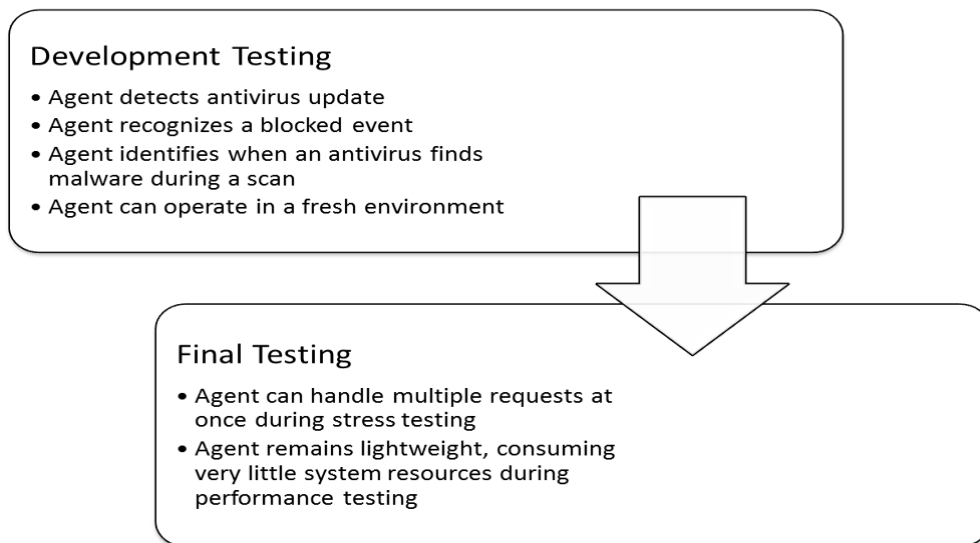 Development Testing
• Agent detects antivirus update
• Agent recognizes a blocked event
• Agent identifies when an antivirus finds
malware during a scan
• Agent can operate in a fresh environment
Final Testing
• Agent can handle multiple requests at
once during stress testing
• Agent remains lightweight, consuming
very little system resources during
performance testing